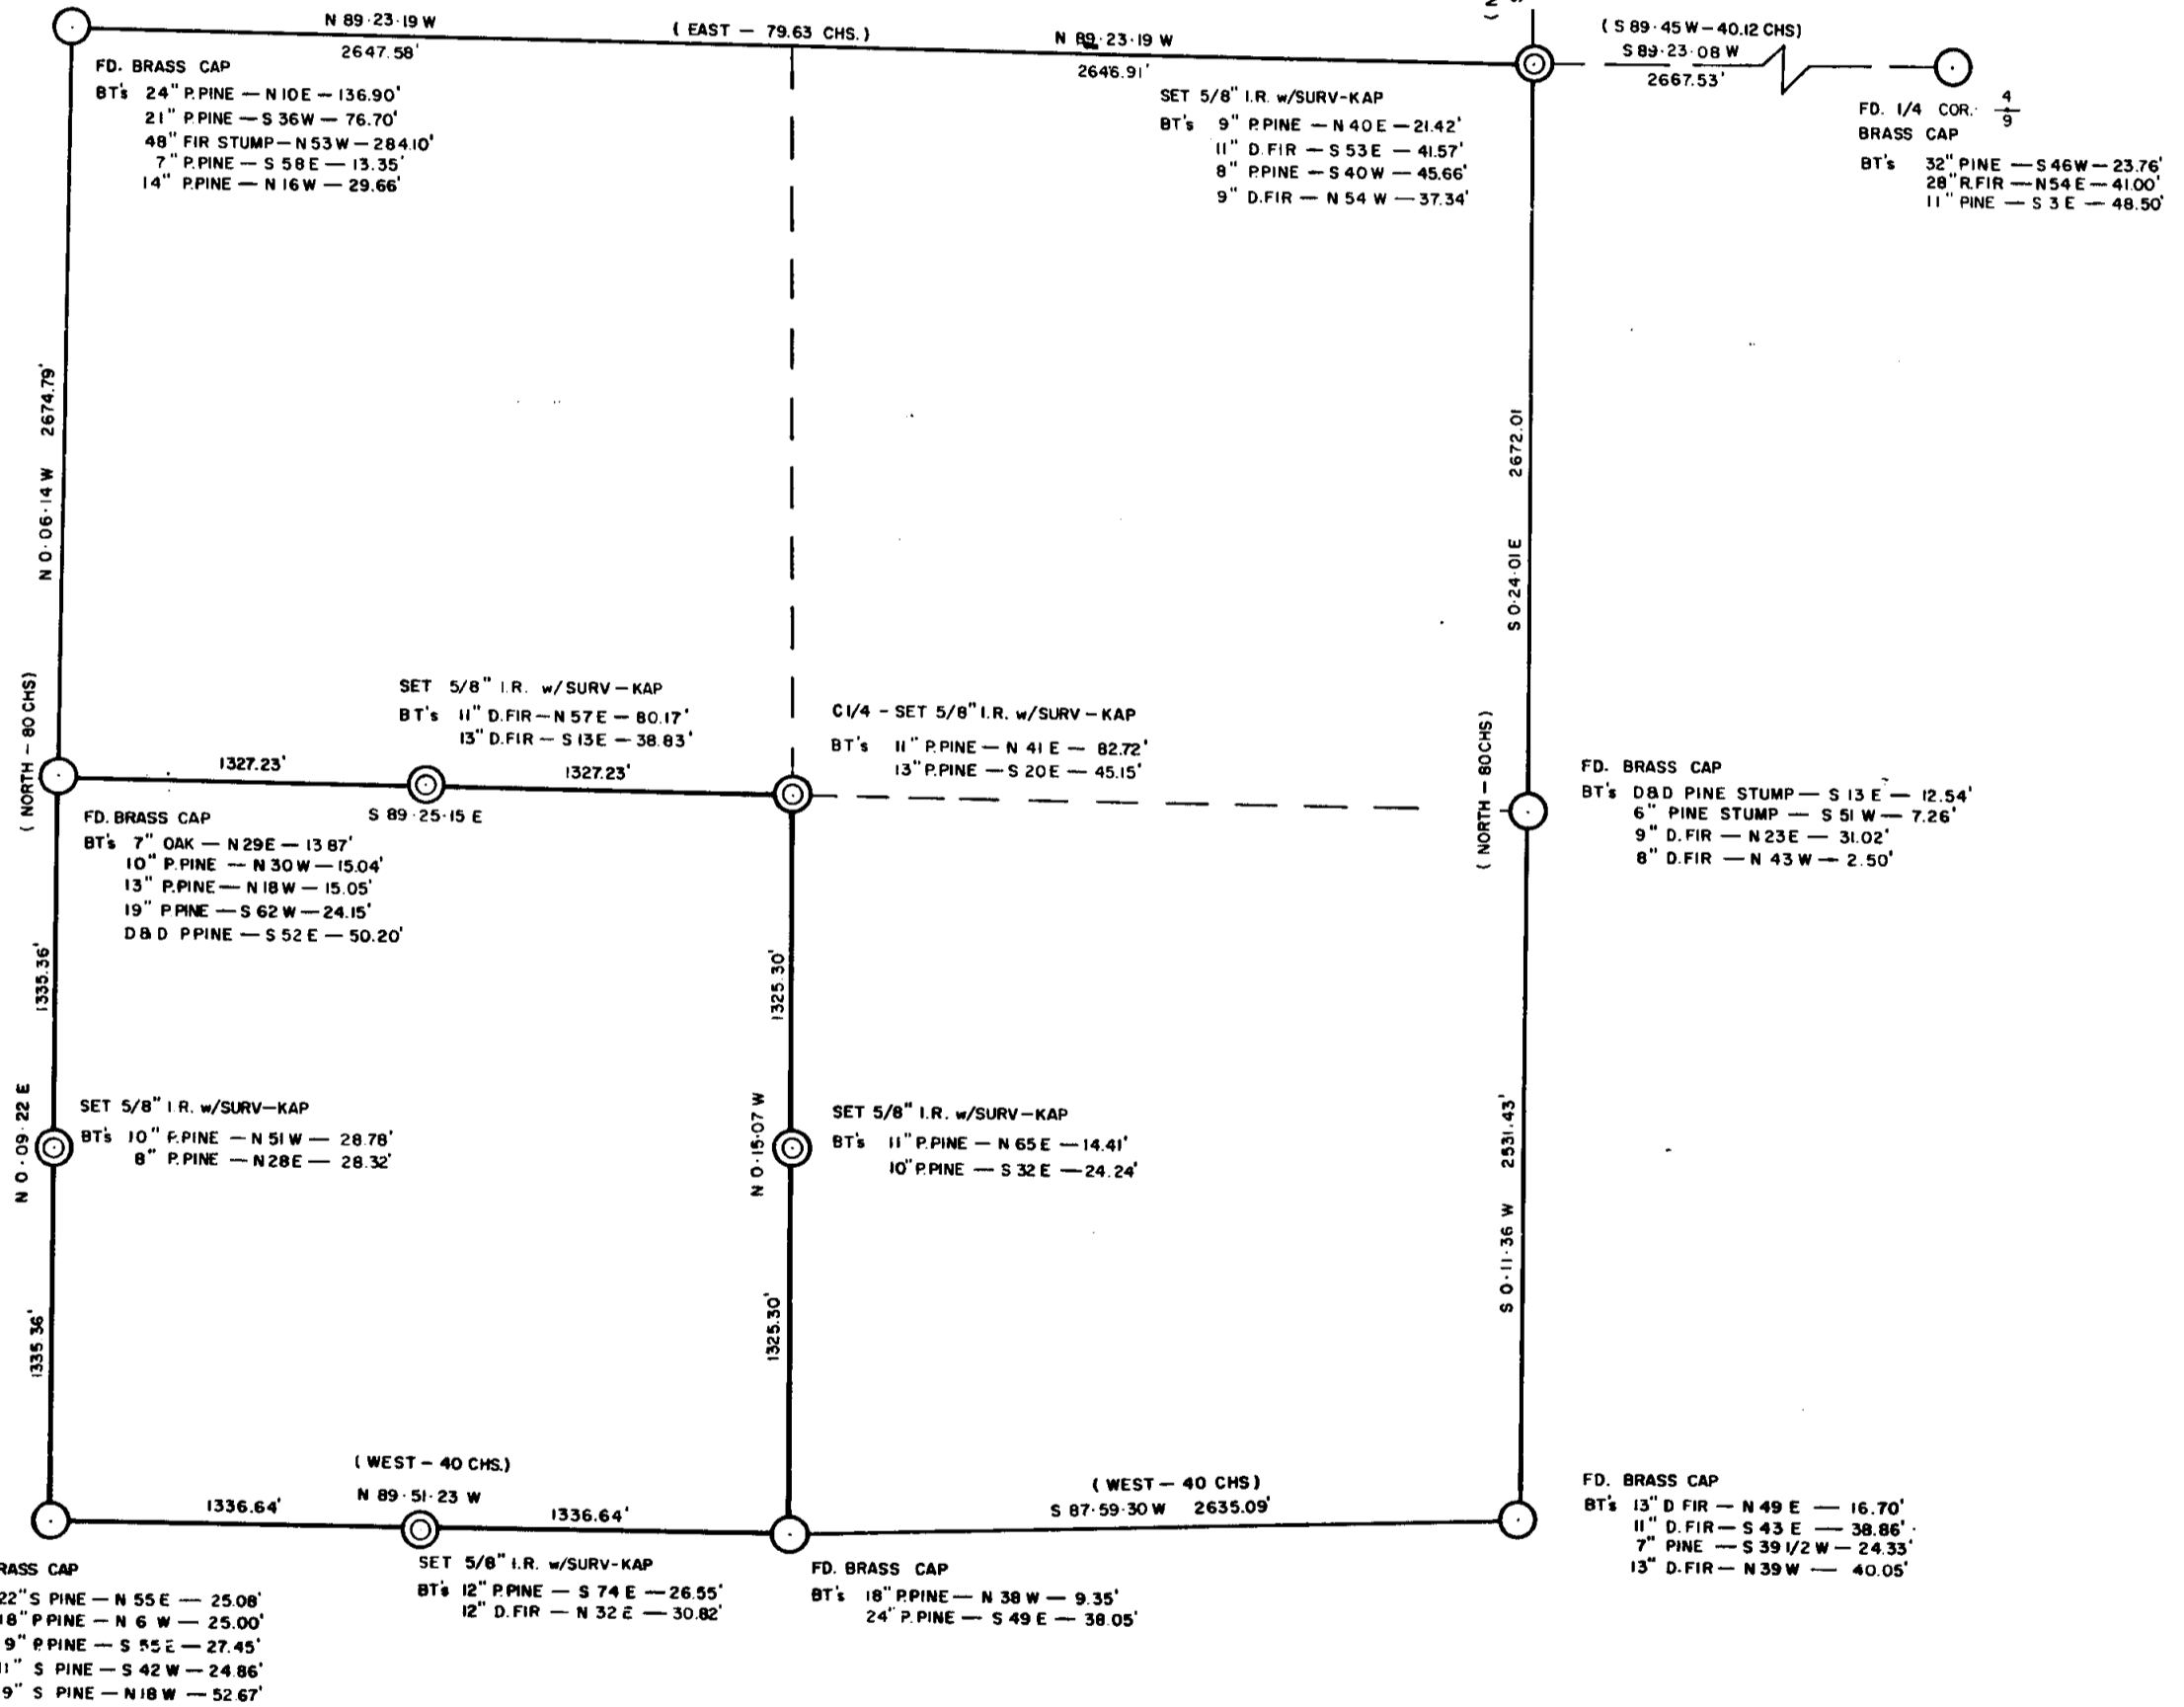 N 89·23·19 W
2647.58'
( EAST — 79.63 CHS. )
N 89·23·19 W
2646.91'
( S 89·45 W — 40.12 CHS)
S 89·23·08 W
2667.53'
FD. BRASS CAP
BT's 24" P.PINE — N 10 E — 136.90'
21" P.PINE — S 36 W — 76.70'
48" FIR STUMP — N 53 W — 284.10'
7" P.PINE — S 58 E — 13.35'
14" P.PINE — N 16 W — 29.66'
SET 5/8" I.R. w/SURV-KAP
BT's 9" P.PINE — N 40 E — 21.42'
11" D.FIR — S 53 E — 41.57'
8" P.PINE — S 40 W — 45.66'
9" D.FIR — N 54 W — 37.34'
FD. 1/4 COR. 4/9
BRASS CAP
BT's 32" PINE — S 46 W — 23.76'
28" R.FIR — N 54 E — 41.00'
11" PINE — S 3 E — 48.50'
N 0·06·14 W 2674.79'
S 0·24·01 E 2672.01
( NORTH — 80 CHS)
SET 5/8" I.R. w/SURV-KAP
BT's 11" D.FIR — N 57 E — 80.17'
13" D.FIR — S 13 E — 38.83'
C1/4 - SET 5/8" I.R. w/SURV-KAP
BT's 11" P.PINE — N 41 E — 82.72'
13" P.PINE — S 20 E — 45.15'
( NORTH — 80 CHS)
1327.23'
1327.23'
S 89·25·15 E
FD. BRASS CAP
BT's 7" OAK — N 29 E — 13 87'
10" P.PINE — N 30 W — 15.04'
13" P.PINE — N 18 W — 15.05'
19" P.PINE — S 62 W — 24.15'
D&D P.PINE — S 52 E — 50.20'
FD. BRASS CAP
BT's D&D PINE STUMP — S 13 E — 12.54'
6" PINE STUMP — S 51 W — 7.26'
9" D.FIR — N 23 E — 31.02'
8" D.FIR — N 43 W — 2.50'
1335.36'
1325.30'
N 0·09·22 E
SET 5/8" I.R. w/SURV-KAP
BT's 10" P.PINE — N 51 W — 28.78'
8" P.PINE — N 28 E — 28.32'
N 0·15·07 W
SET 5/8" I.R. w/SURV-KAP
BT's 11" P.PINE — N 65 E — 14.41'
10" P.PINE — S 32 E — 24.24'
S 0·11·36 W 2531.43'
1335 36'
1325.30'
( WEST — 40 CHS.)
N 89·51·23 W
1336.64'
1336.64'
( WEST — 40 CHS)
S 87·59·30 W 2635.09'
RASS CAP
22" S PINE — N 55 E — 25.08'
18" P.PINE — N 6 W — 25.00'
9" P.PINE — S 55 E — 27.45'
11" S PINE — S 42 W — 24.86'
9" S PINE — N 18 W — 52.67'
SET 5/8" I.R. w/SURV-KAP
BT's 12" P.PINE — S 74 E — 26.55'
12" D.FIR — N 32 E — 30.82'
FD. BRASS CAP
BT's 18" P.PINE — N 38 W — 9.35'
24" P.PINE — S 49 E — 38.05'
FD. BRASS CAP
BT's 13" D FIR — N 49 E — 16.70'
11" D.FIR — S 43 E — 38.86'
7" PINE — S 39 1/2 W — 24.33'
13" D.FIR — N 39 W — 40.05'